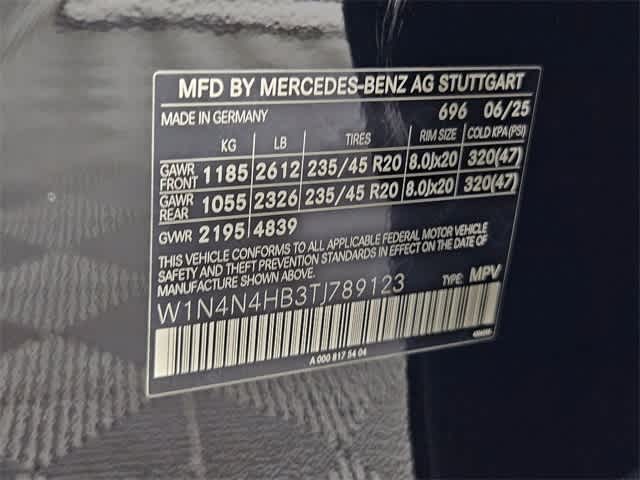 MFD BY MERCEDES-BENZ AG STUTTGART
MADE IN GERMANY 696 06/25
KG LB TIRES RIM SIZE COLD KPA(PSI)
GAWR FRONT 1185 2612 235/45 R20 8.0Jx20 320(47)
GAWR REAR 1055 2326 235/45 R20 8.0Jx20 320(47)
GVWR 2195 4839
THIS VEHICLE CONFORMS TO ALL APPLICABLE FEDERAL MOTOR VEHICLE
SAFETY AND THEFT PREVENTION STANDARDS IN EFFECT ON THE DATE OF
MANUFACTURE SHOWN ABOVE.
W1N4N4HB3TJ789123 TYPE: MPV
A 000 817 54 04